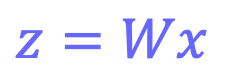 z = Wx